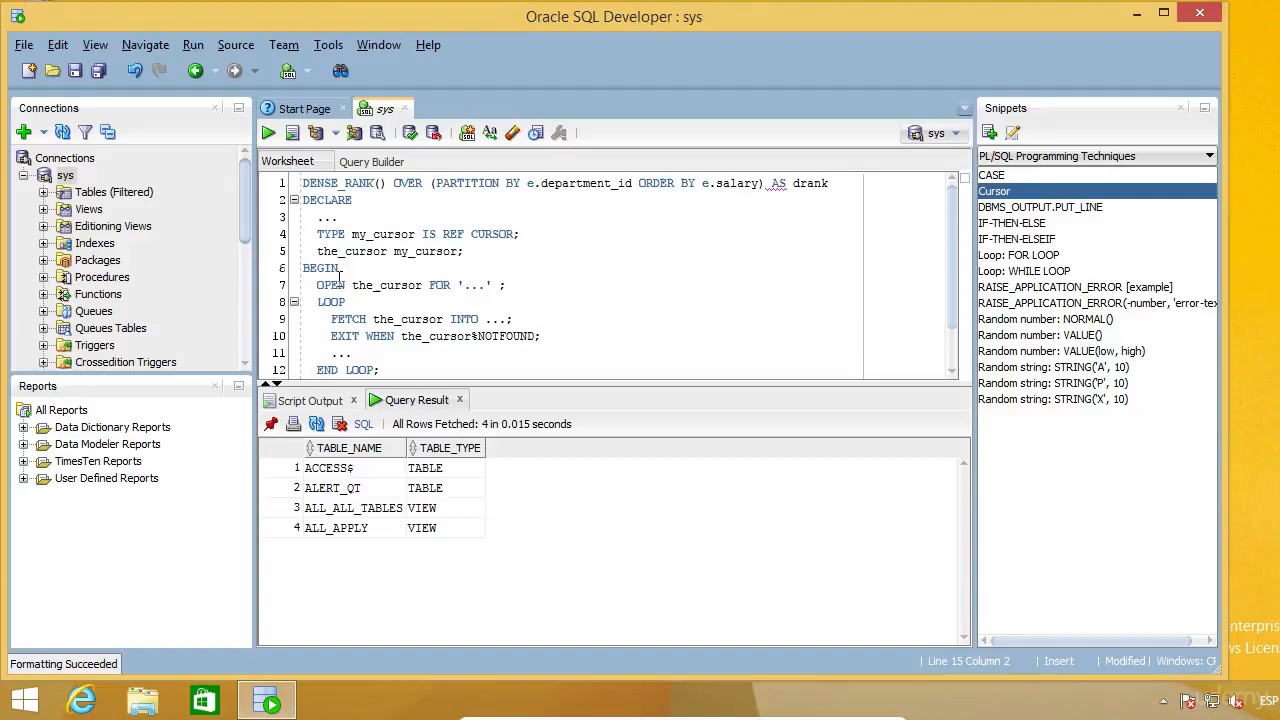 Oracle SQL Developer : sys
File Edit View Navigate Run Source Team Tools Window Help
Connections
Connections
sys
Tables (Filtered)
Views
Editioning Views
Indexes
Packages
Procedures
Functions
Queues
Queues Tables
Triggers
Crossedition Triggers
Reports
All Reports
Data Dictionary Reports
Data Modeler Reports
TimesTen Reports
User Defined Reports
Formatting Succeeded
Start Page
sys
sys
Worksheet Query Builder
1 DENSE_RANK() OVER (PARTITION BY e.department_id ORDER BY e.salary) AS drank
2 DECLARE
3 ...
4 TYPE my_cursor IS REF CURSOR;
5 the_cursor my_cursor;
6 BEGIN
7 OPEN the_cursor FOR '...' ;
8 LOOP
9 FETCH the_cursor INTO ...;
10 EXIT WHEN the_cursor%NOTFOUND;
11 ...
12 END LOOP;
Script Output Query Result
SQL All Rows Fetched: 4 in 0.015 seconds
TABLE_NAME TABLE_TYPE
1 ACCESS$ TABLE
2 ALERT_QT TABLE
3 ALL_ALL_TABLES VIEW
4 ALL_APPLY VIEW
Snippets
PL/SQL Programming Techniques
CASE
Cursor
DBMS_OUTPUT.PUT_LINE
IF-THEN-ELSE
IF-THEN-ELSEIF
Loop: FOR LOOP
Loop: WHILE LOOP
RAISE_APPLICATION_ERROR [example]
RAISE_APPLICATION_ERROR(-number, 'error-tex
Random number: NORMAL()
Random number: VALUE()
Random number: VALUE(low, high)
Random string: STRING('A', 10)
Random string: STRING('P', 10)
Random string: STRING('X', 10)
Line 15 Column 2 Insert Modified Windows: CF
nterpris
ws Licen
ESP